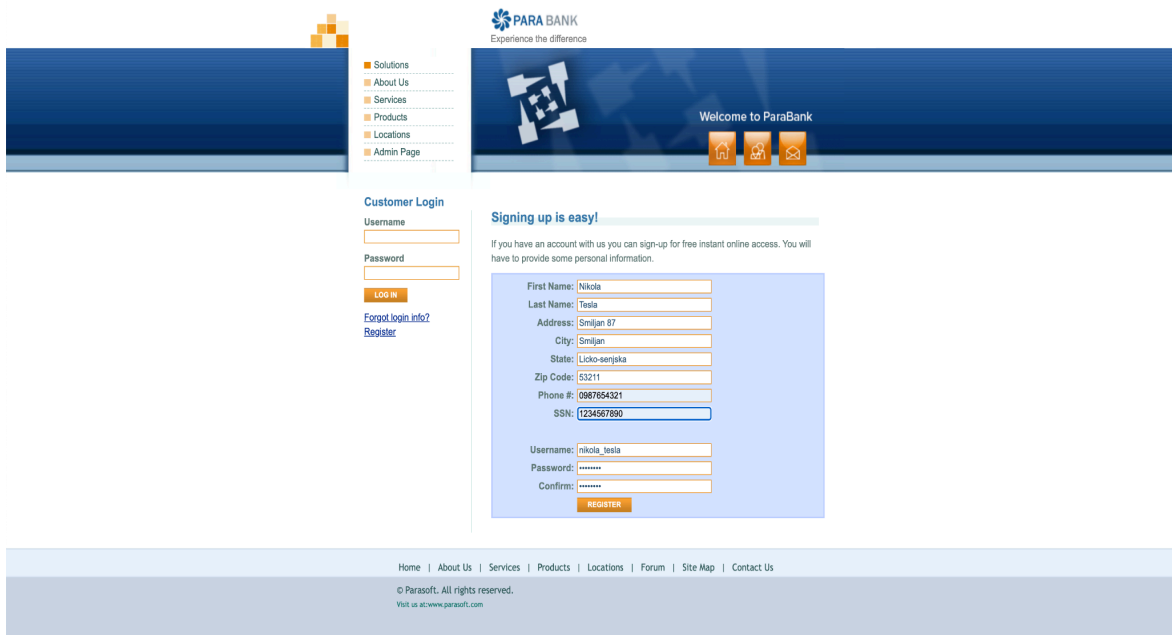 PARA BANK
Experience the difference
Solutions
About Us
Services
Products
Locations
Admin Page
Welcome to ParaBank
Customer Login
Username
Password
LOG IN
Forgot login info?
Register
Signing up is easy!
If you have an account with us you can sign-up for free instant online access. You will
have to provide some personal information.
First Name: Nikola
Last Name: Tesla
Address: Smiljan 87
City: Smiljan
State: Licko-senjska
Zip Code: 53211
Phone #: 0987654321
SSN: 1234567890
Username: nikola_tesla
Password: ••••••••
Confirm: ••••••••
REGISTER
Home | About Us | Services | Products | Locations | Forum | Site Map | Contact Us
© Parasoft. All rights reserved.
Visit us at:www.parasoft.com